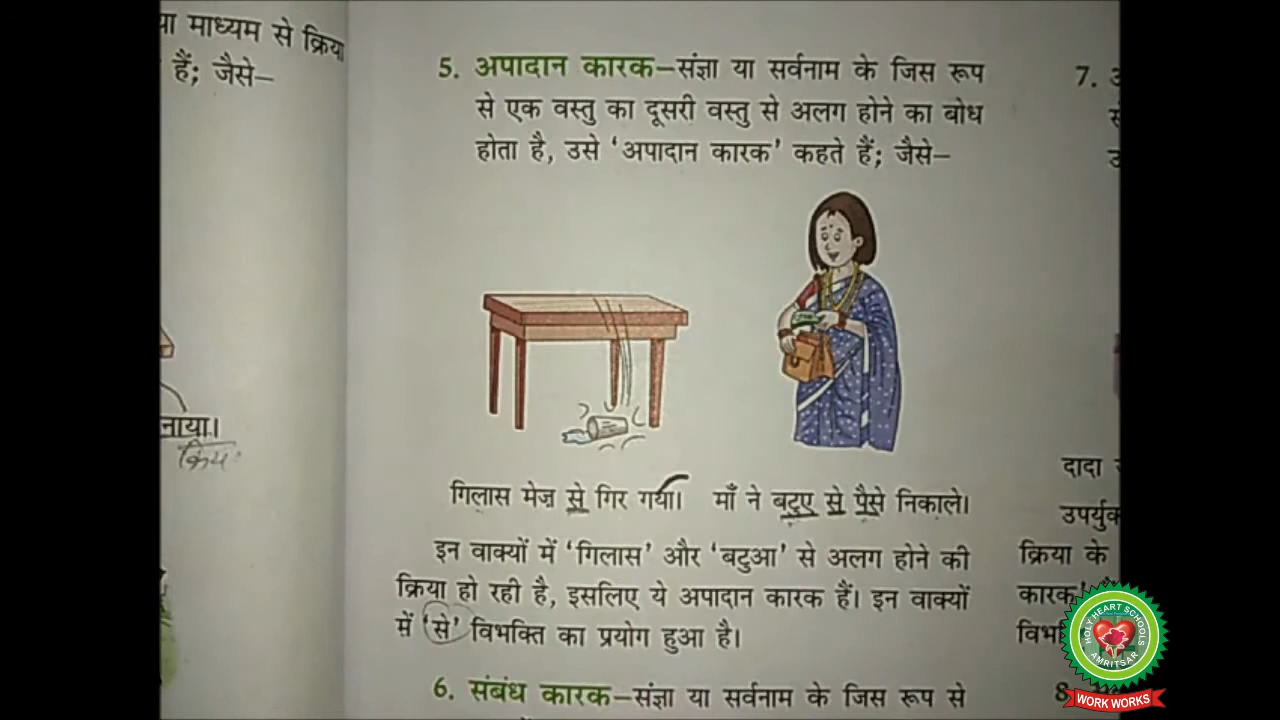 या माध्यम से क्रिया
हैं; जैसे–
नाया।
5. अपादान कारक–संज्ञा या सर्वनाम के जिस रूप
से एक वस्तु का दूसरी वस्तु से अलग होने का बोध
होता है, उसे ‘अपादान कारक’ कहते हैं; जैसे–
गिलास मेज़ से गिर गया। माँ ने बटुए से पैसे निकाले।
इन वाक्यों में ‘गिलास’ और ‘बटुआ’ से अलग होने की
क्रिया हो रही है, इसलिए ये अपादान कारक हैं। इन वाक्यों
में ‘से’ विभक्ति का प्रयोग हुआ है।
6. संबंध कारक–संज्ञा या सर्वनाम के जिस रूप से
7.
दादा
उपर्युक
क्रिया के
कारक
विभ
8
HOLY HEART SCHOOLS
AMRITSAR
WORK WORKS